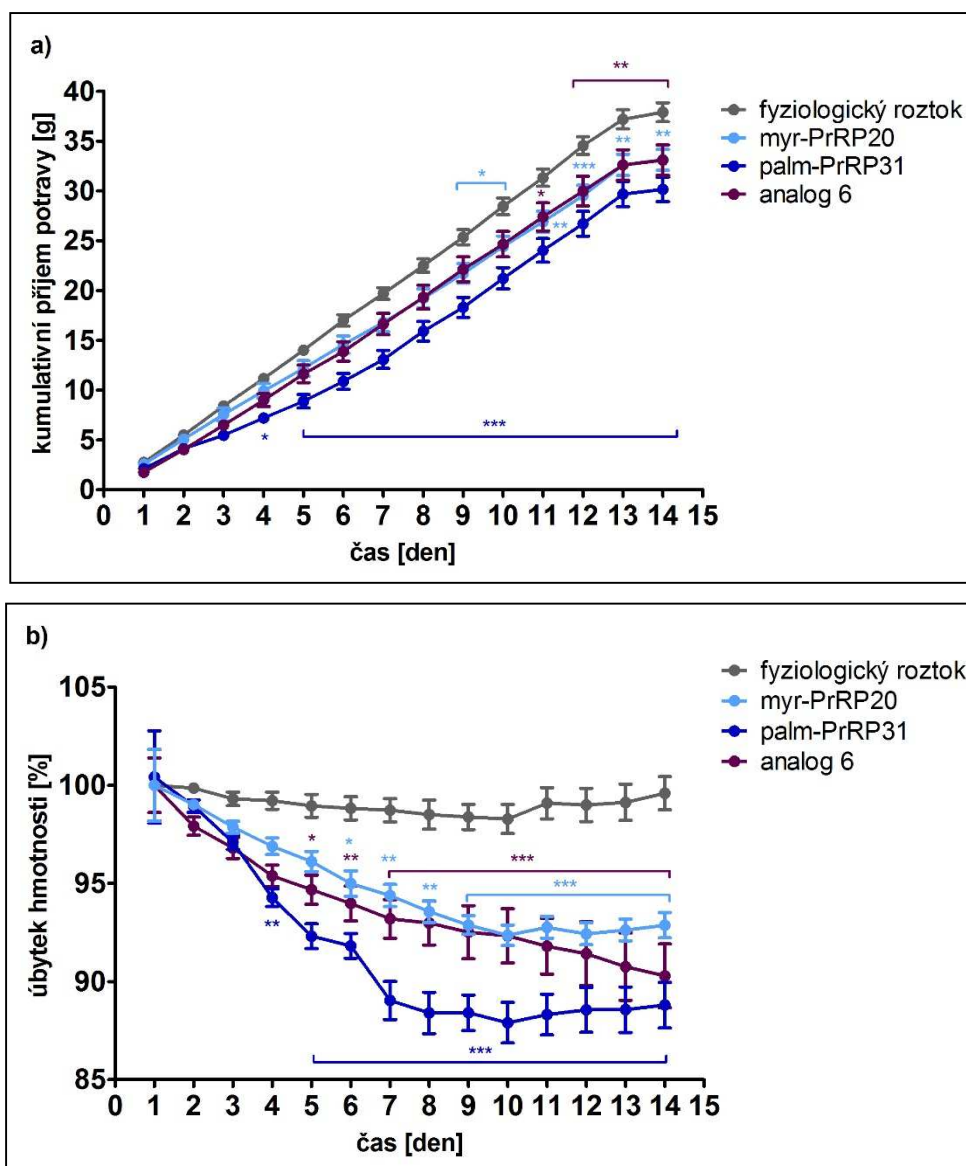 a)
**
40
35
30
25
20
15
10
5
0
kumulativní příjem potravy [g]
fyziologický roztok
myr-PrRP20
palm-PrRP31
analog 6
*
*
**
***
**
**
*
***
0 1 2 3 4 5 6 7 8 9 10 11 12 13 14 15
čas [den]
b)
105
100
95
90
85
úbytek hmotnosti [%]
fyziologický roztok
myr-PrRP20
palm-PrRP31
analog 6
*
*
**
**
**
***
***
**
***
0 1 2 3 4 5 6 7 8 9 10 11 12 13 14 15
čas [den]